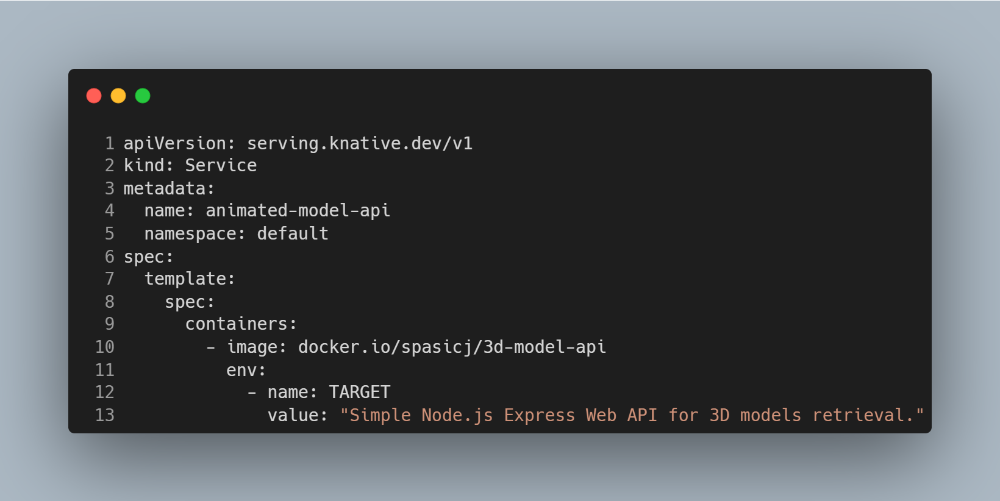 1 apiVersion: serving.knative.dev/v1
2 kind: Service
3 metadata:
4   name: animated-model-api
5   namespace: default
6 spec:
7   template:
8     spec:
9       containers:
10         - image: docker.io/spasicj/3d-model-api
11           env:
12             - name: TARGET
13               value: "Simple Node.js Express Web API for 3D models retrieval."